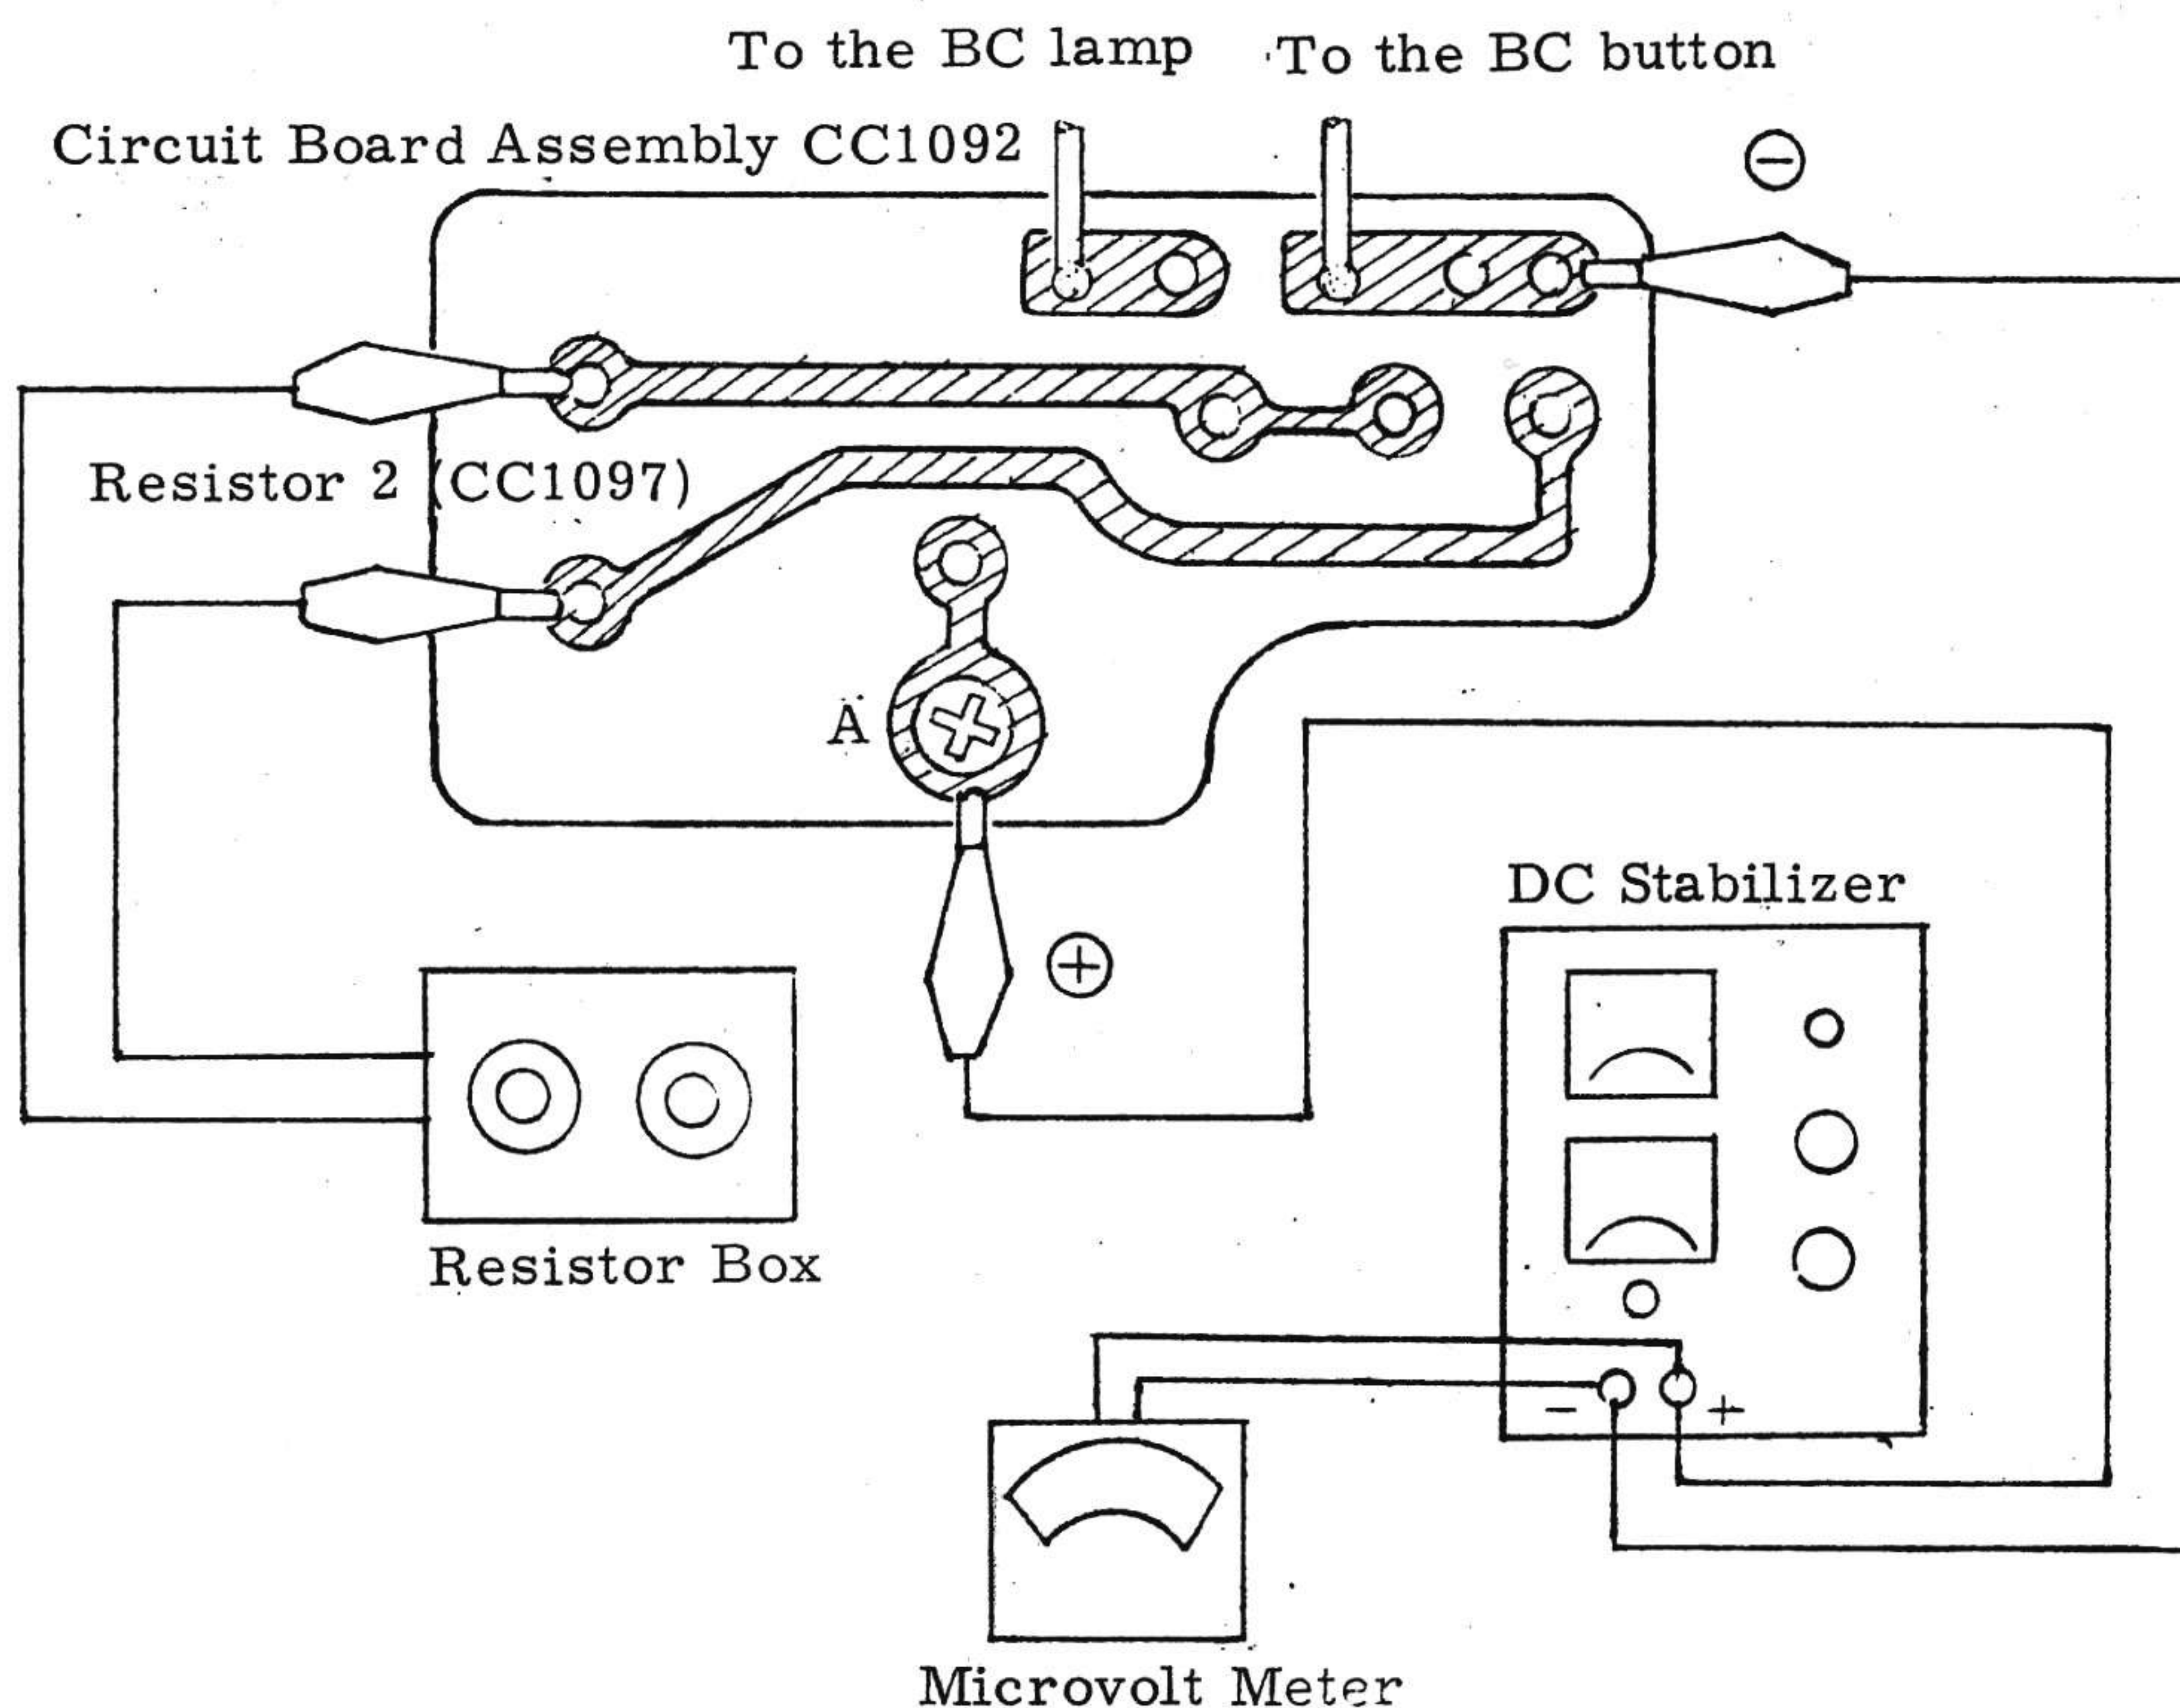 To the BC lamp
To the BC button
Circuit Board Assembly CC1092
−
Resistor 2 (CC1097)
A
+
DC Stabilizer
Resistor Box
− +
Microvolt Meter